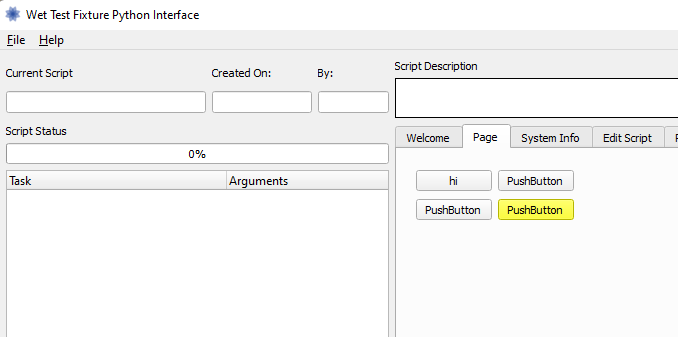 Wet Test Fixture Python Interface
File Help
Current Script
Created On:
By:
Script Status
0%
Task Arguments
Script Description
Welcome Page System Info Edit Script
hi PushButton
PushButton PushButton